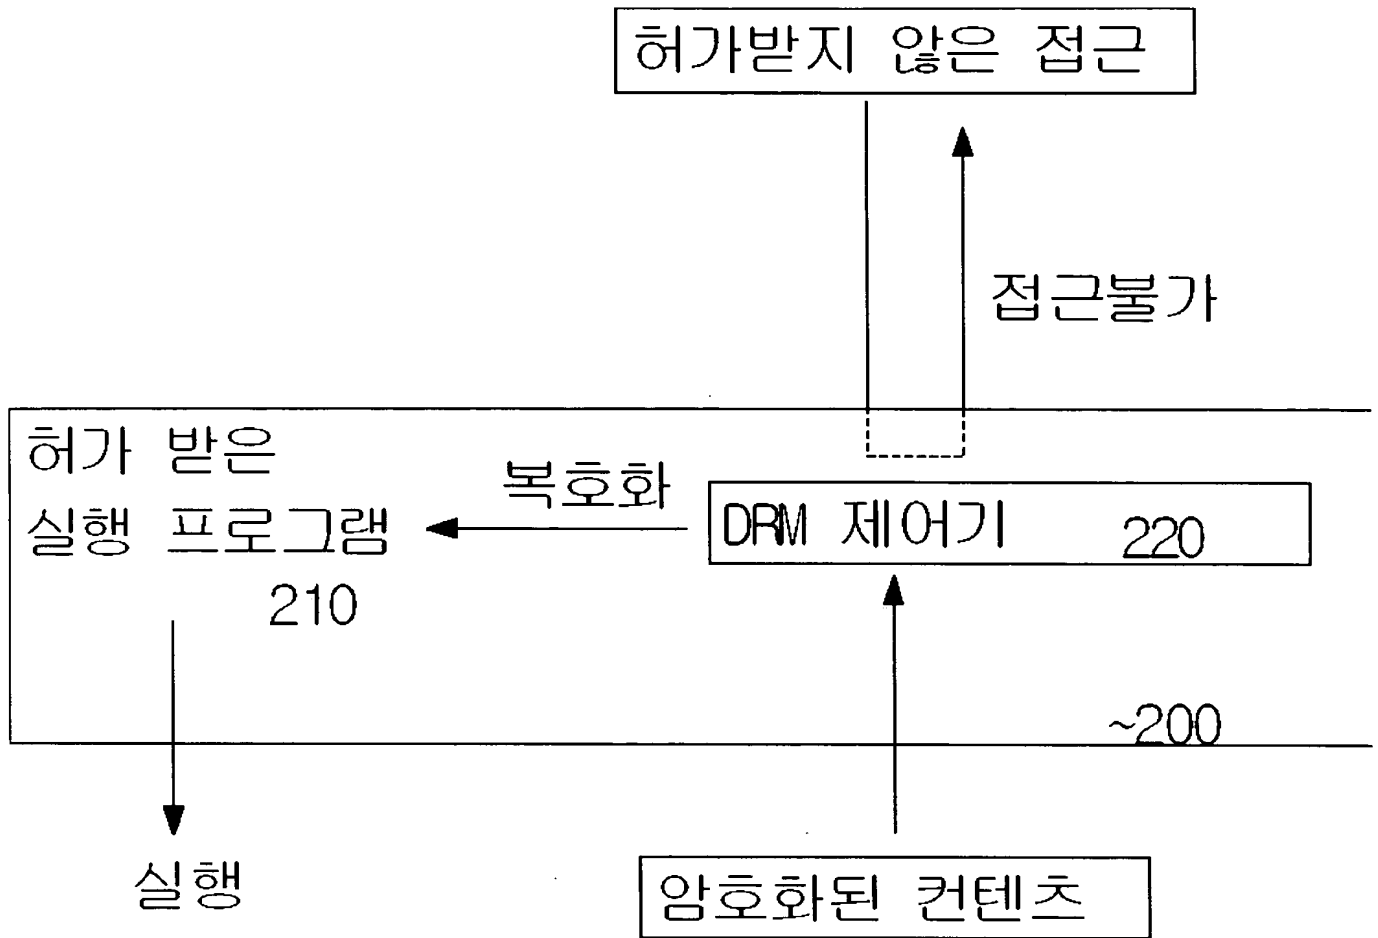 허가받지 않은 접근
접근불가
허가 받은
실행 프로그램
210
복호화
DRM 제어기 220
~200
실행
암호화된 컨텐츠